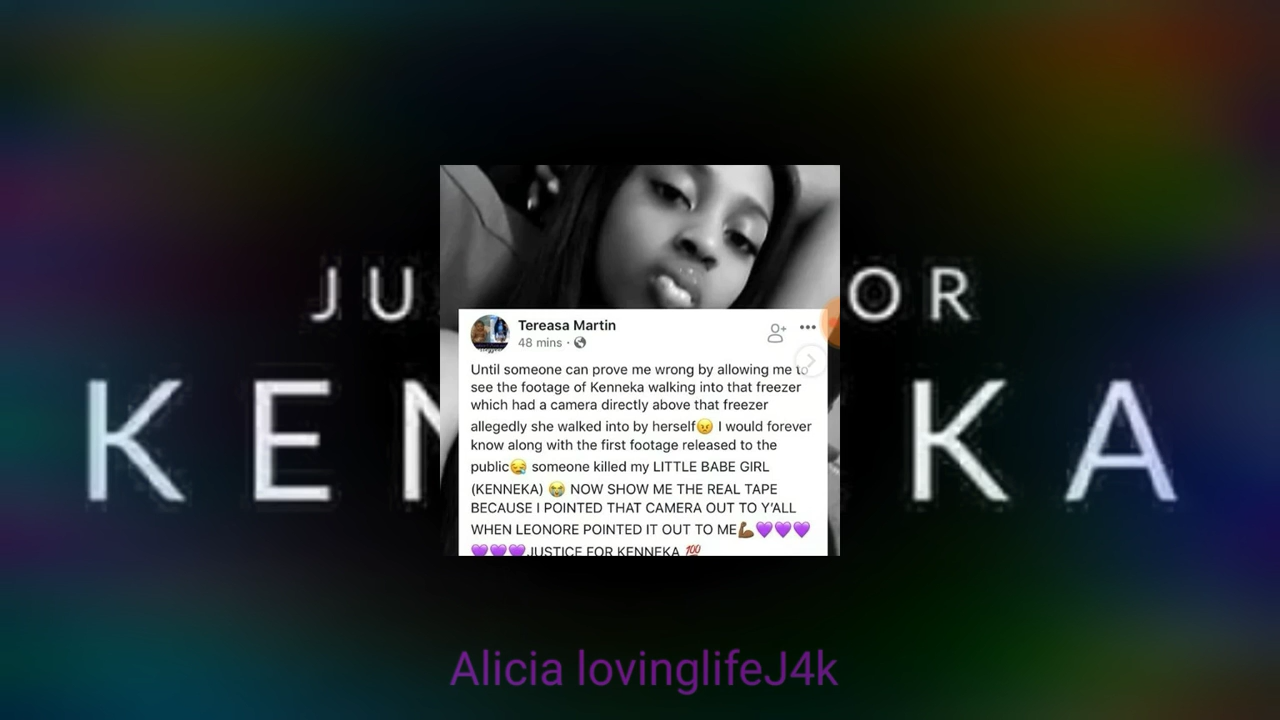 JU OR
KEN KA
Tereasa Martin
48 mins ·
Until someone can prove me wrong by allowing me to
see the footage of Kenneka walking into that freezer
which had a camera directly above that freezer
allegedly she walked into by herself😠 I would forever
know along with the first footage released to the
public😪 someone killed my LITTLE BABE GIRL
(KENNEKA) 😭 NOW SHOW ME THE REAL TAPE
BECAUSE I POINTED THAT CAMERA OUT TO Y'ALL
WHEN LEONORE POINTED IT OUT TO ME💪🏾💜💜💜
💜💜💜JUSTICE FOR KENNEKA 💯
Alicia lovinglifeJ4k